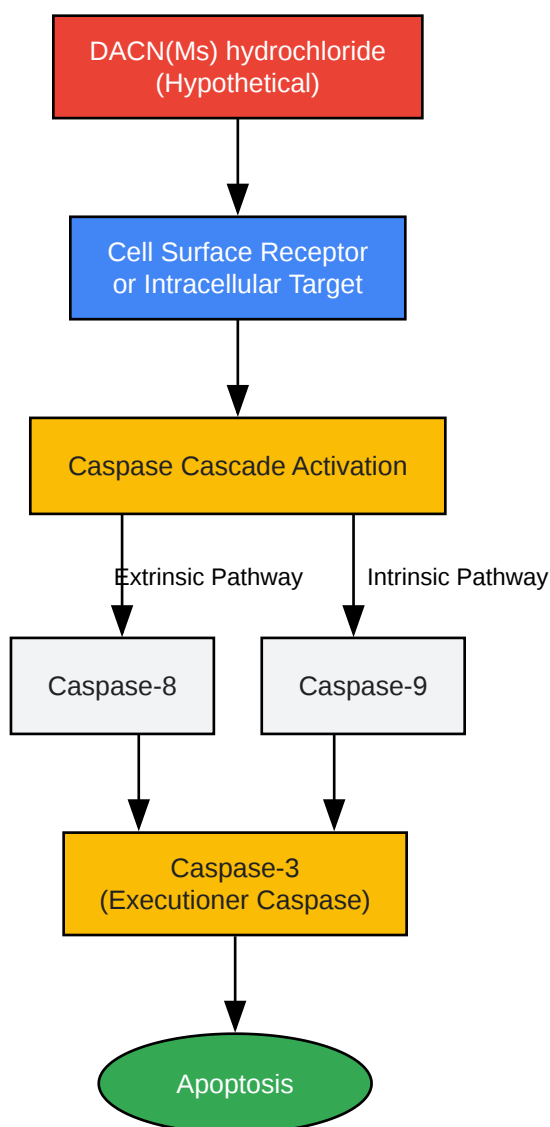 DACN(Ms) hydrochloride
(Hypothetical)
Cell Surface Receptor
or Intracellular Target
Caspase Cascade Activation
Extrinsic Pathway
Intrinsic Pathway
Caspase-8
Caspase-9
Caspase-3
(Executioner Caspase)
Apoptosis